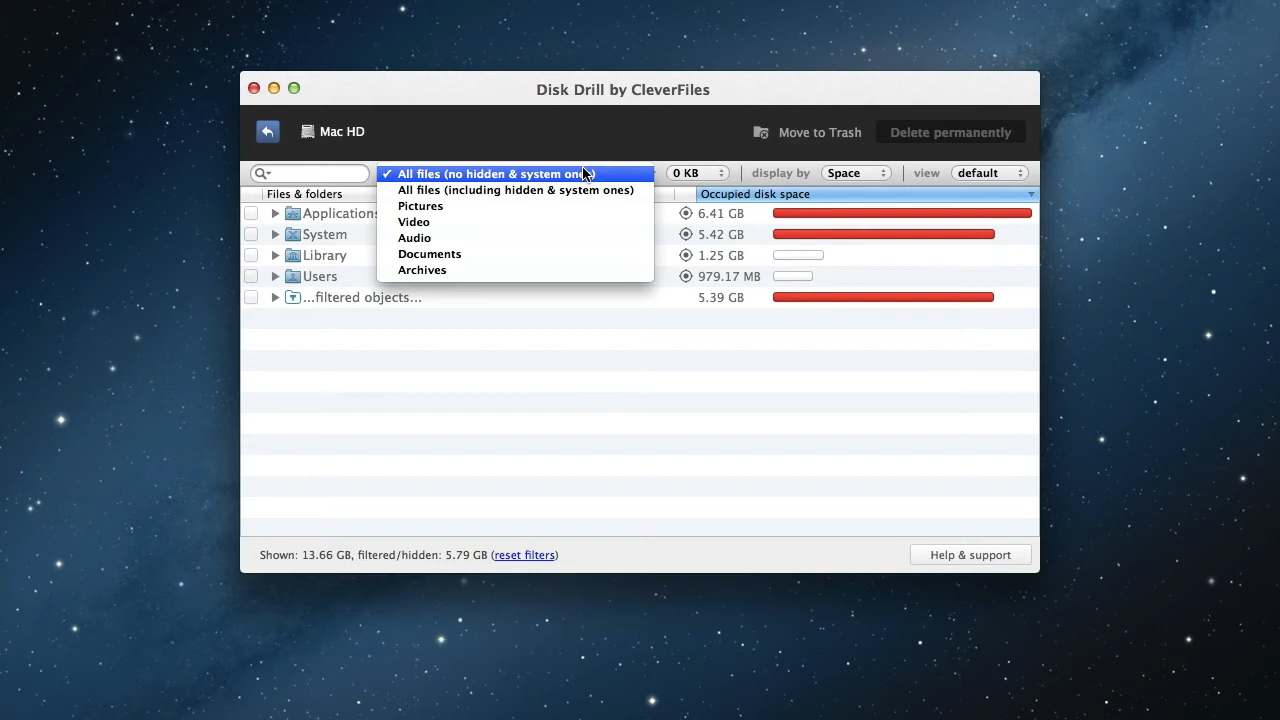 Disk Drill by CleverFiles
Mac HD
Move to Trash
Delete permanently
✓ All files (no hidden & system ones)
0 KB
display by
Space
view
default
All files (including hidden & system ones)
Pictures
Video
Audio
Documents
Archives
Files & folders
Occupied disk space
Applications
6.41 GB
System
5.42 GB
Library
1.25 GB
Users
979.17 MB
...filtered objects...
5.39 GB
Shown: 13.66 GB, filtered/hidden: 5.79 GB (reset filters)
Help & support